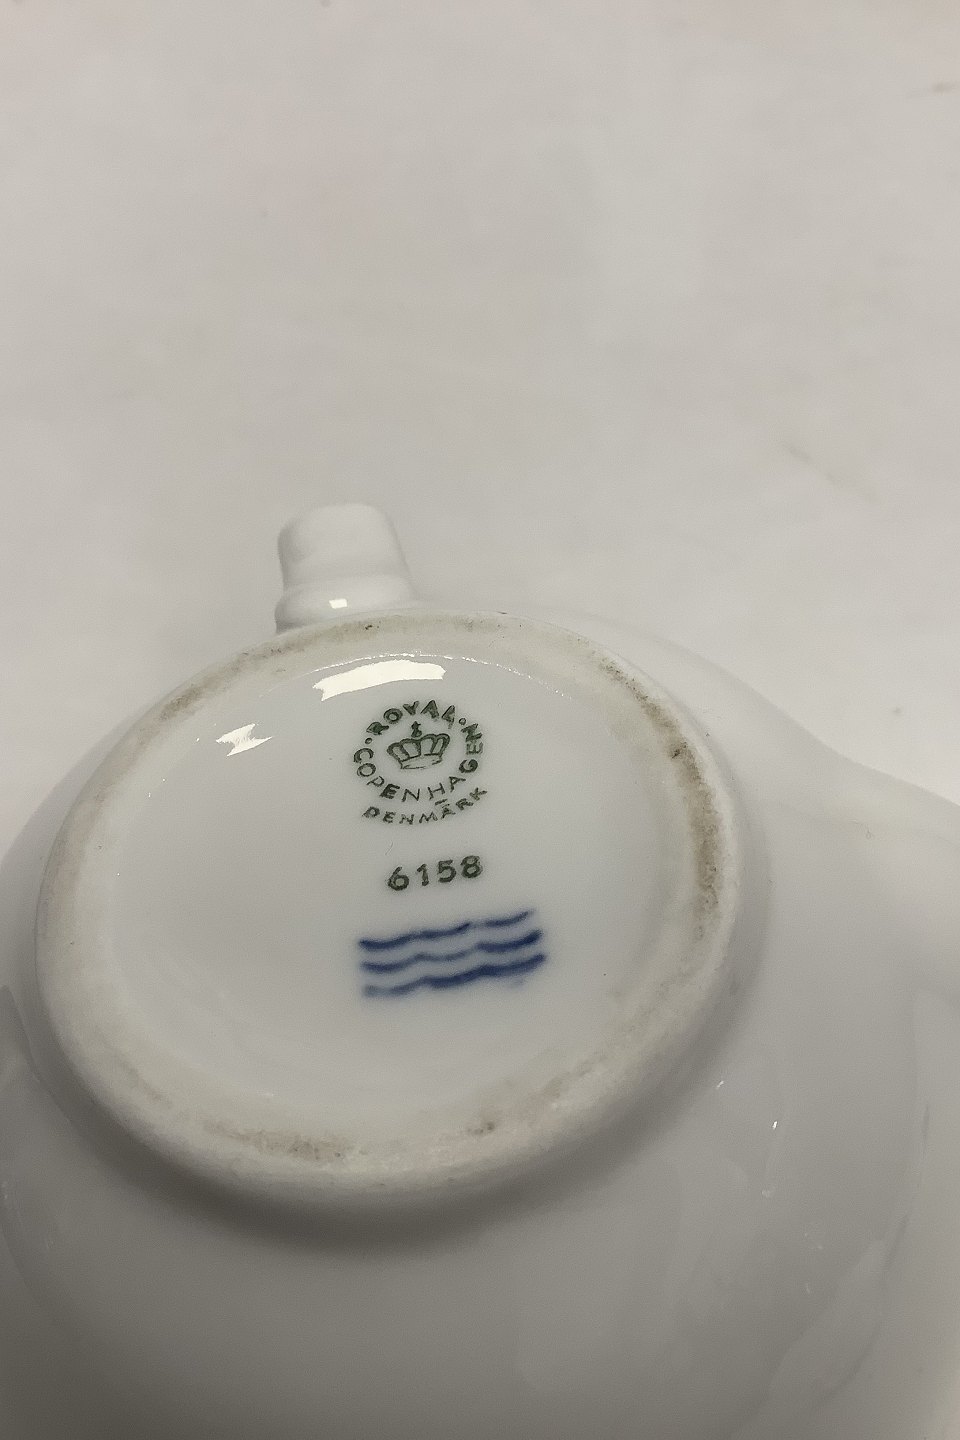 ROYAL
COPENHAGEN
DENMARK
6158